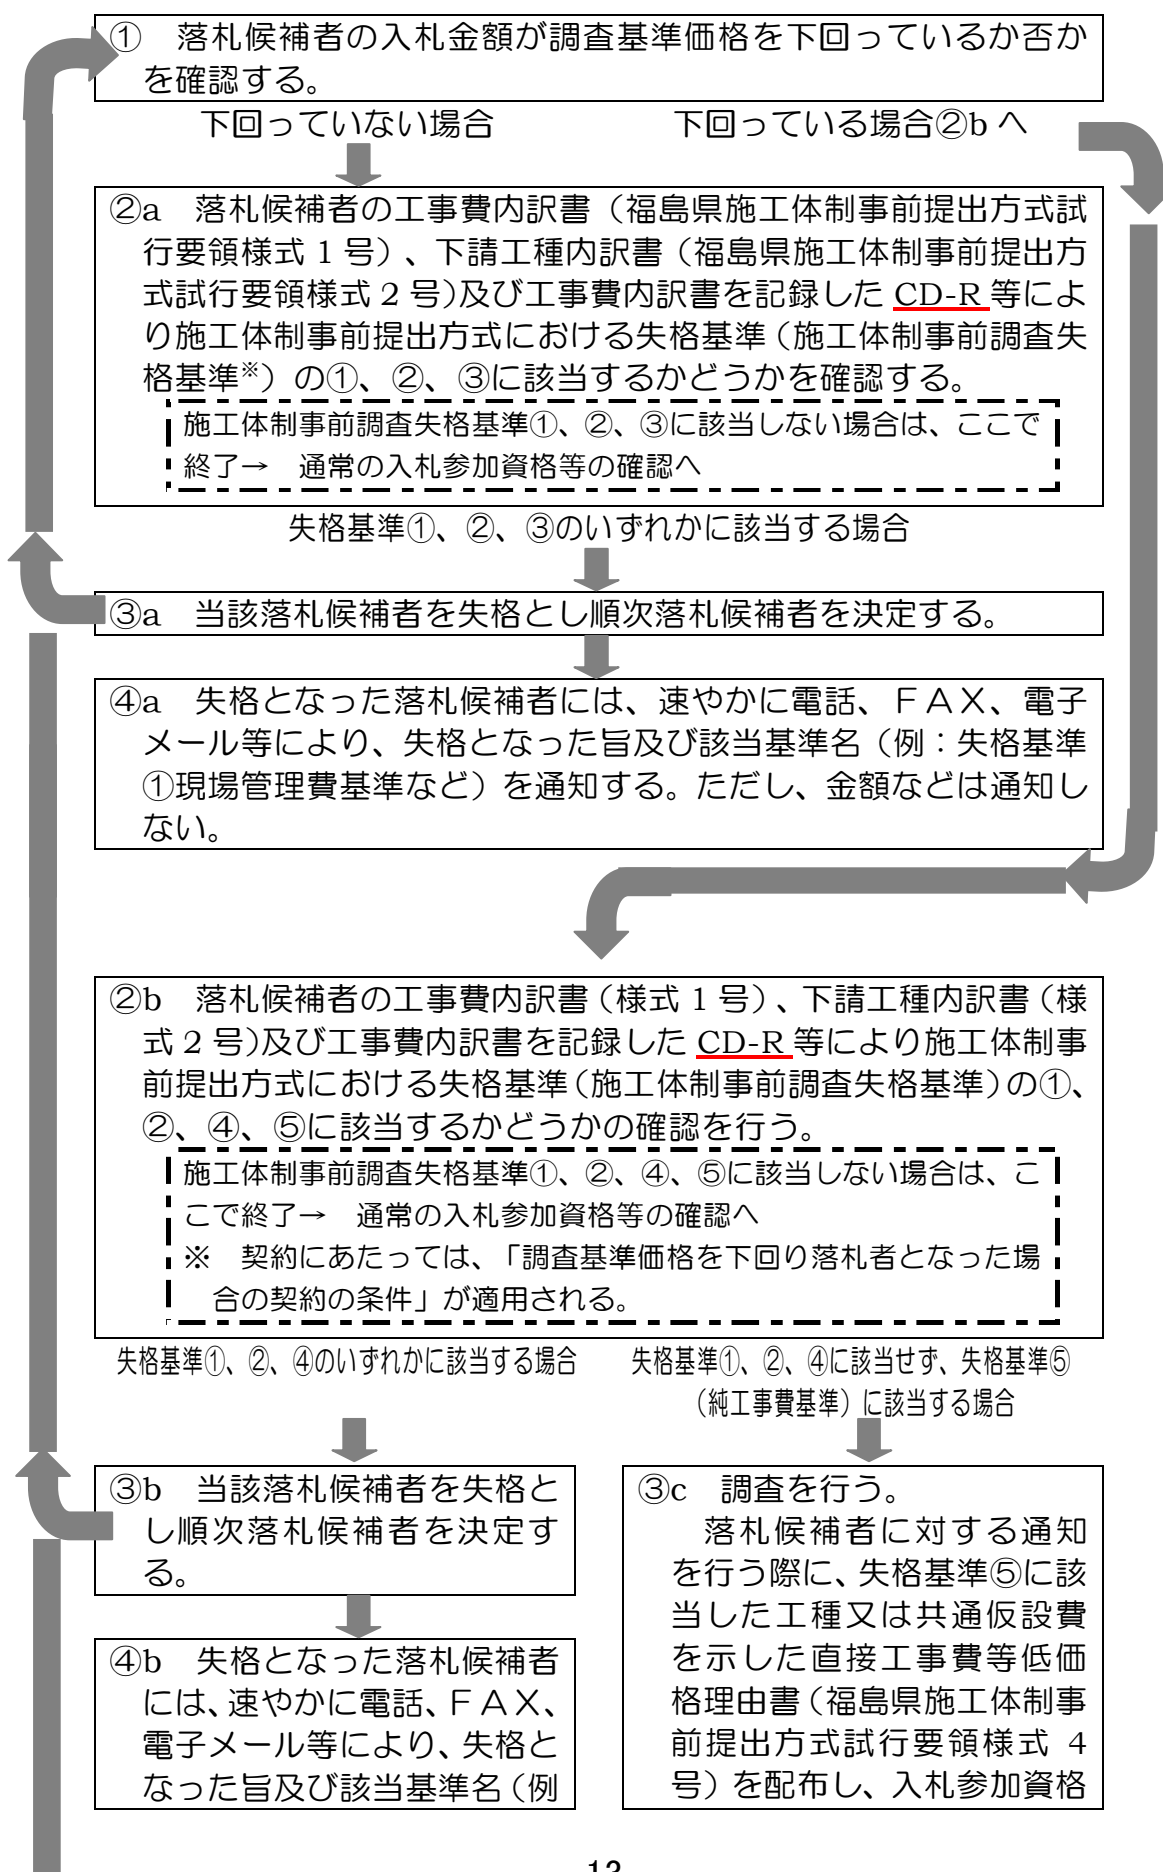 ① 落札候補者の入札金額が調査基準価格を下回っているか否か
を確認する。
下回っていない場合 下回っている場合②b へ
②a 落札候補者の工事費内訳書（福島県施工体制事前提出方式試
行要領様式 1 号）、下請工種内訳書（福島県施工体制事前提出方
式試行要領様式 2 号)及び工事費内訳書を記録した CD-R 等によ
り施工体制事前提出方式における失格基準（施工体制事前調査失
格基準※）の①、②、③に該当するかどうかを確認する。
施工体制事前調査失格基準①、②、③に該当しない場合は、ここで
終了→ 通常の入札参加資格等の確認へ
失格基準①、②、③のいずれかに該当する場合
③a 当該落札候補者を失格とし順次落札候補者を決定する。
④a 失格となった落札候補者には、速やかに電話、ＦＡＸ、電子
メール等により、失格となった旨及び該当基準名（例：失格基準
①現場管理費基準など）を通知する。ただし、金額などは通知し
ない。
②b 落札候補者の工事費内訳書（様式 1 号）、下請工種内訳書（様
式 2 号)及び工事費内訳書を記録した CD-R 等により施工体制事
前提出方式における失格基準（施工体制事前調査失格基準）の①、
②、④、⑤に該当するかどうかの確認を行う。
施工体制事前調査失格基準①、②、④、⑤に該当しない場合は、こ
こで終了→ 通常の入札参加資格等の確認へ
※ 契約にあたっては、「調査基準価格を下回り落札者となった場
合の契約の条件」が適用される。
失格基準①、②、④のいずれかに該当する場合
失格基準①、②、④に該当せず、失格基準⑤
（純工事費基準）に該当する場合
③b 当該落札候補者を失格と
し順次落札候補者を決定す
る。
④b 失格となった落札候補者
には、速やかに電話、ＦＡＸ、
電子メール等により、失格と
なった旨及び該当基準名（例
③c 調査を行う。
落札候補者に対する通知
を行う際に、失格基準⑤に該
当した工種又は共通仮設費
を示した直接工事費等低価
格理由書（福島県施工体制事
前提出方式試行要領様式 4
号）を配布し、入札参加資格